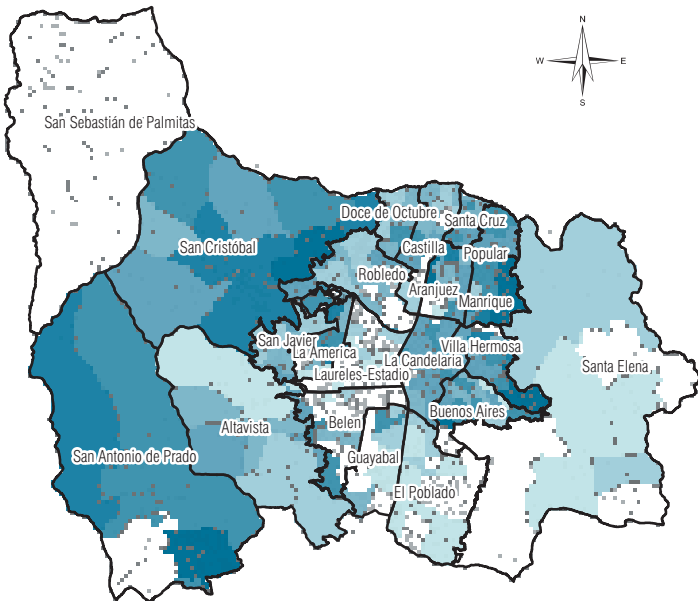 N
W E
S
San Sebastián de Palmitas
Doce de Octubre
Santa Cruz
San Cristóbal
Castilla
Popular
Robledo
Aranjuez
Manrique
San Javier
La America
La Candelaria
Villa Hermosa
Laureles-Estadio
Santa Elena
Buenos Aires
Altavista
Belen
San Antonio de Prado
Guayabal
El Poblado